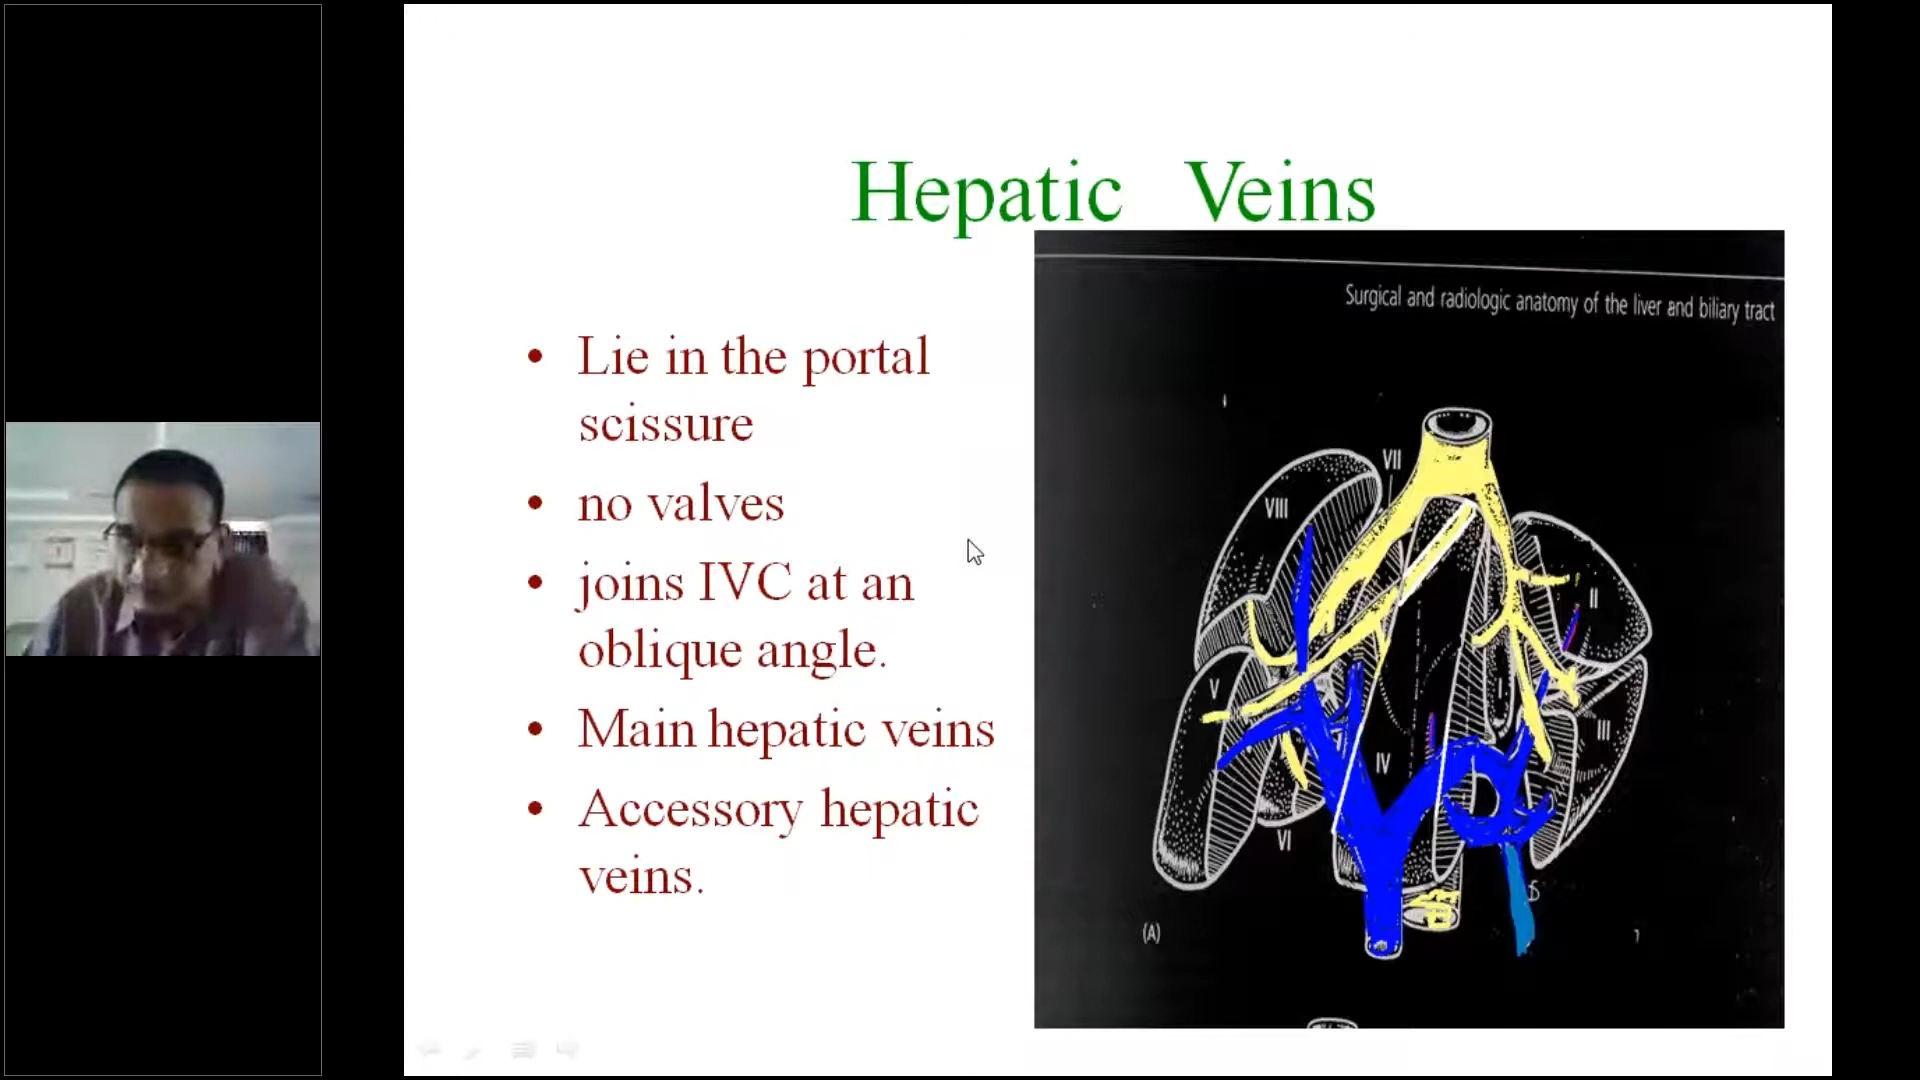 Hepatic Veins
• Lie in the portal
scissure
• no valves
• joins IVC at an
oblique angle.
• Main hepatic veins
• Accessory hepatic
veins.
Surgical and radiologic anatomy of the liver and biliary tract
VII
VIII
II
V
I
III
IV
VI
(A)